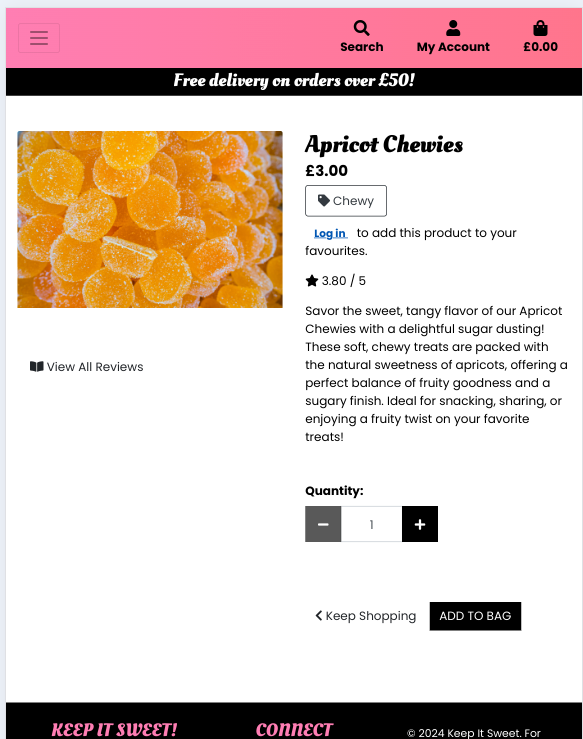 Search
My Account
£0.00
Free delivery on orders over £50!
Apricot Chewies
£3.00
Chewy
Log in to add this product to your
favourites.
3.80 / 5
Savor the sweet, tangy flavor of our Apricot
Chewies with a delightful sugar dusting!
These soft, chewy treats are packed with
the natural sweetness of apricots, offering a
perfect balance of fruity goodness and a
sugary finish. Ideal for snacking, sharing, or
enjoying a fruity twist on your favorite
treats!
View All Reviews
Quantity:
1
Keep Shopping
ADD TO BAG
KEEP IT SWEET!
CONNECT
© 2024 Keep It Sweet. For